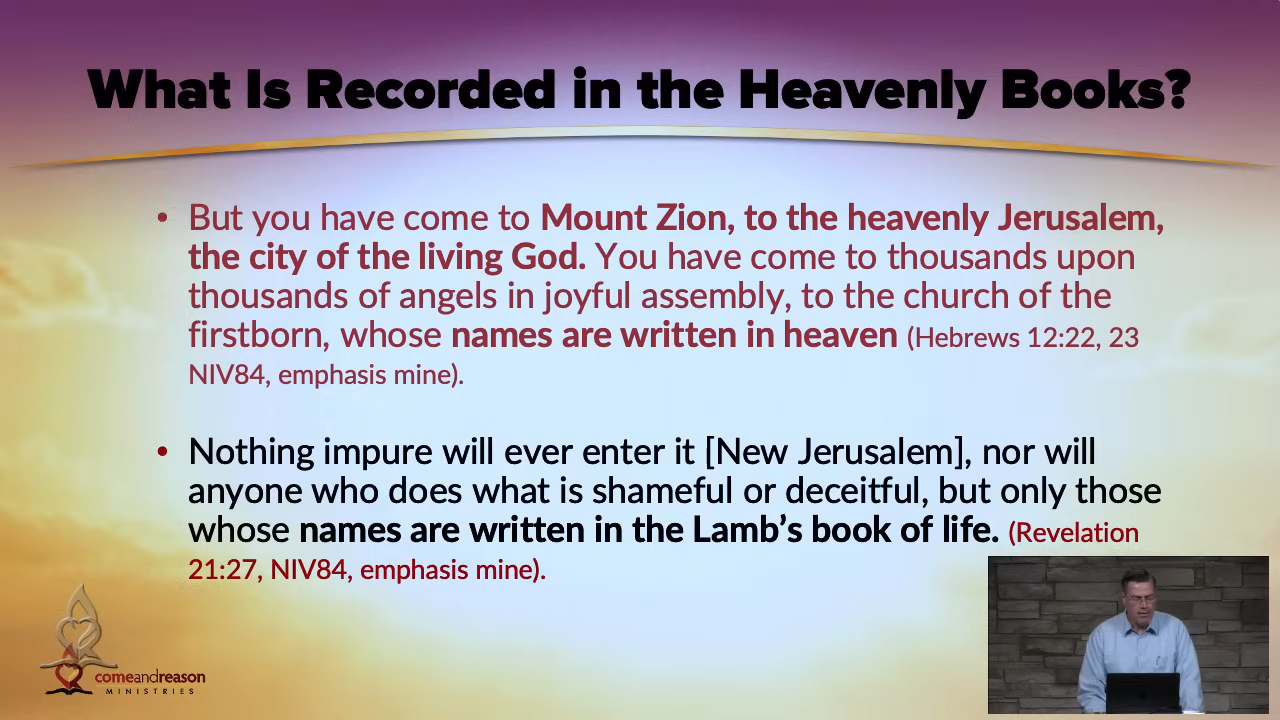 What Is Recorded in the Heavenly Books?
• But you have come to Mount Zion, to the heavenly Jerusalem,
the city of the living God. You have come to thousands upon
thousands of angels in joyful assembly, to the church of the
firstborn, whose names are written in heaven (Hebrews 12:22, 23
NIV84, emphasis mine).
• Nothing impure will ever enter it [New Jerusalem], nor will
anyone who does what is shameful or deceitful, but only those
whose names are written in the Lamb’s book of life. (Revelation
21:27, NIV84, emphasis mine).
comeandreason
MINISTRIES